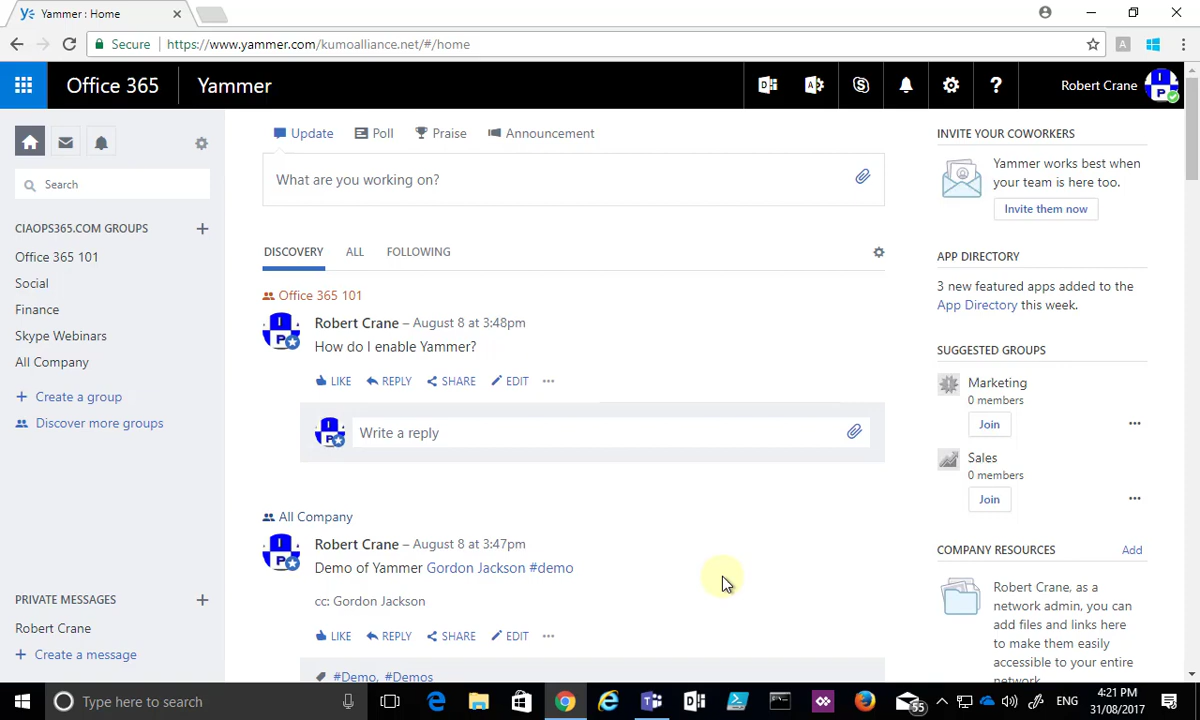 Yammer : Home
Secure https://www.yammer.com/kumoalliance.net/#/home
A
Office 365 Yammer
Robert Crane
Update Poll Praise Announcement
What are you working on?
Search
CIAOPS365.COM GROUPS
Office 365 101
Social
Finance
Skype Webinars
All Company
Create a group
Discover more groups
PRIVATE MESSAGES
Robert Crane
Create a message
DISCOVERY ALL FOLLOWING
Office 365 101
Robert Crane – August 8 at 3:48pm
How do I enable Yammer?
LIKE REPLY SHARE EDIT
Write a reply
All Company
Robert Crane – August 8 at 3:47pm
Demo of Yammer Gordon Jackson #demo
cc: Gordon Jackson
LIKE REPLY SHARE EDIT
#Demo, #Demos
INVITE YOUR COWORKERS
Yammer works best when
your team is here too.
Invite them now
APP DIRECTORY
3 new featured apps added to the
App Directory this week.
SUGGESTED GROUPS
Marketing
0 members
Join
Sales
0 members
Join
COMPANY RESOURCES Add
Robert Crane, as a
network admin, you can
add files and links here
to make them easily
accessible to your entire
network.
Type here to search
55
ENG
4:21 PM
31/08/2017